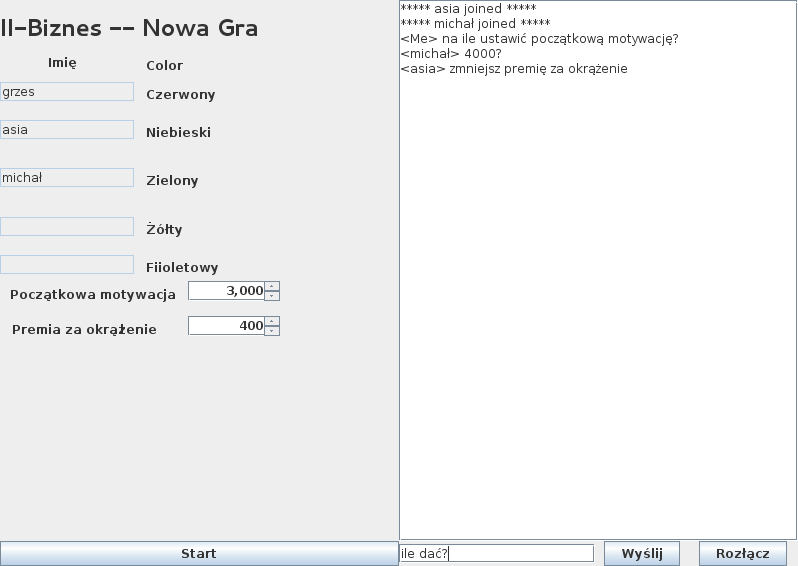 II-Biznes -- Nowa Gra
Imię
Color
grzes
Czerwony
asia
Niebieski
michał
Zielony
Żółty
Fiioletowy
Początkowa motywacja
3,000
Premia za okrążenie
400
Start
***** asia joined *****
***** michał joined *****
<Me> na ile ustawić początkową motywację?
<michał> 4000?
<asia> zmniejsz premię za okrążenie
ile dać?
Wyślij
Rozłącz